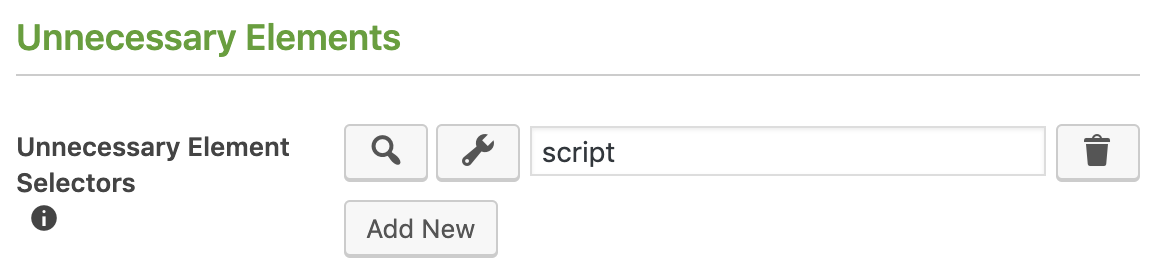 Unnecessary Elements
Unnecessary Element
Selectors
script
Add New